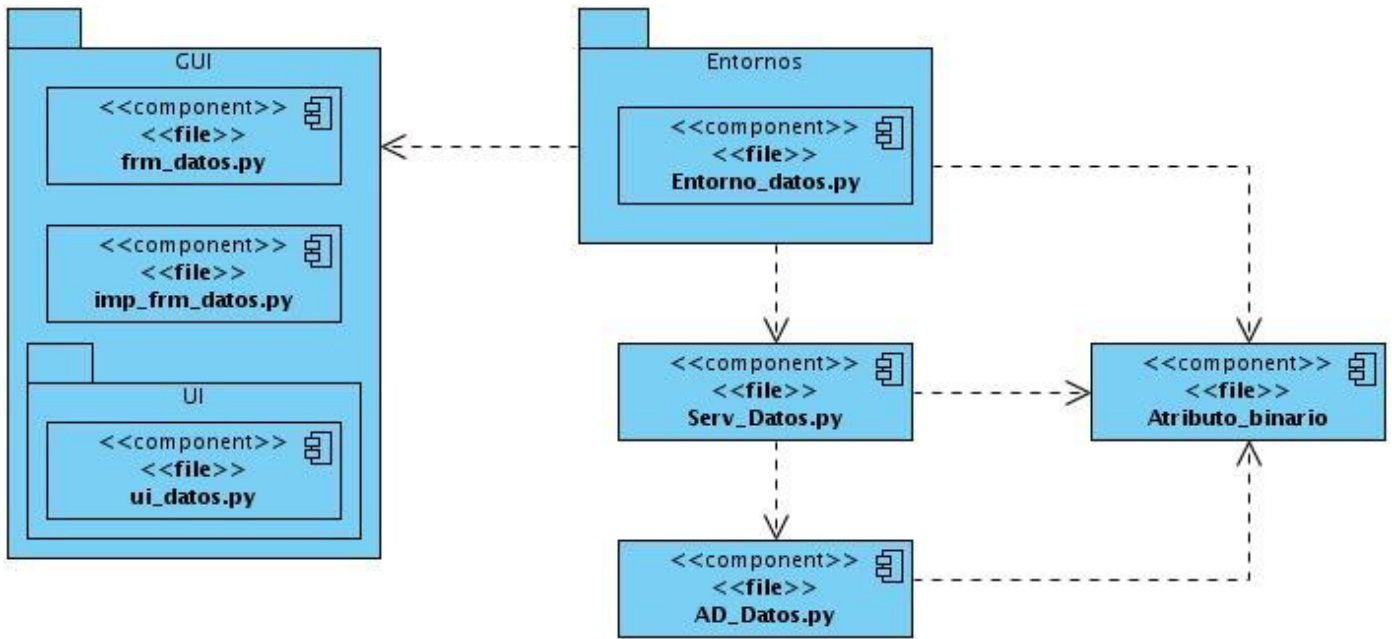 GUI
<<component>>
<<file>>
frm_datos.py
<<component>>
<<file>>
imp_frm_datos.py
UI
<<component>>
<<file>>
ui_datos.py
Entornos
<<component>>
<<file>>
Entorno_datos.py
<<component>>
<<file>>
Serv_Datos.py
<<component>>
<<file>>
Atributo_binario
<<component>>
<<file>>
AD_Datos.py